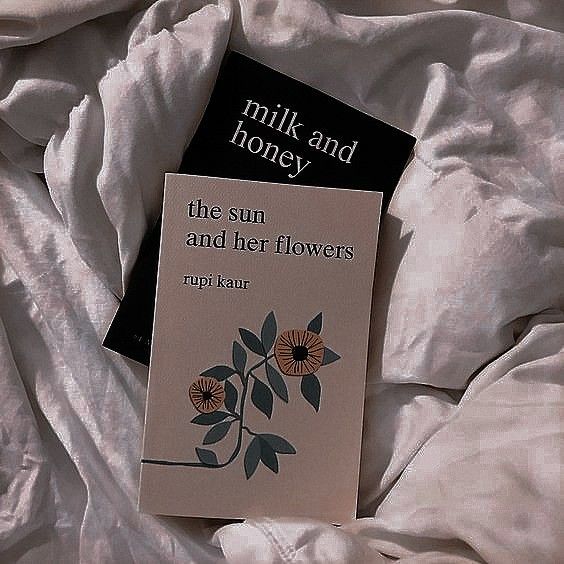 milk and
honey
the sun
and her flowers
rupi kaur